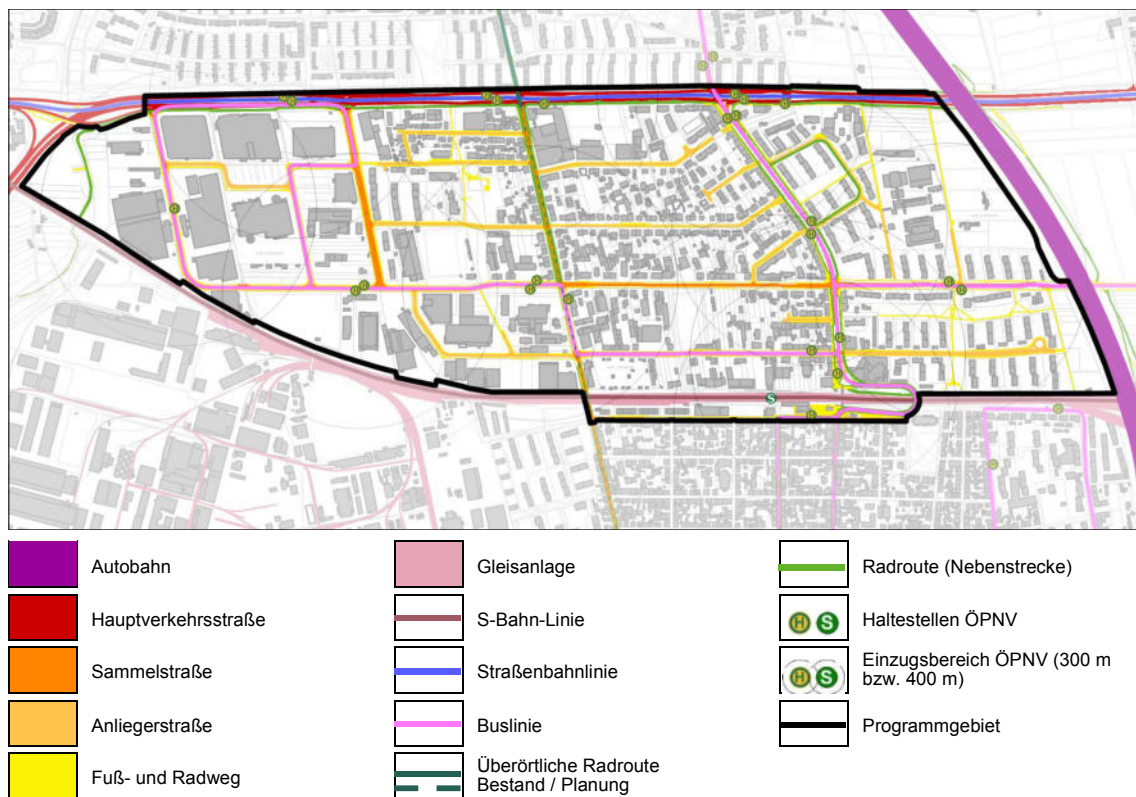 Autobahn
Hauptverkehrsstraße
Sammelstraße
Anliegerstraße
Fuß- und Radweg
Gleisanlage
S-Bahn-Linie
Straßenbahnlinie
Buslinie
Überörtliche Radroute
Bestand / Planung
Radroute (Nebenstrecke)
H S
Haltestellen ÖPNV
H S
Einzugsbereich ÖPNV (300 m
bzw. 400 m)
Programmgebiet